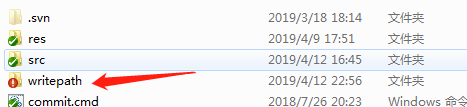 .svn 2019/3/18 18:14 文件夹
res 2019/4/9 17:51 文件夹
src 2019/4/12 16:45 文件夹
writepath 2019/4/12 22:56 文件夹
commit.cmd 2018/7/26 20:23 Windows 命令